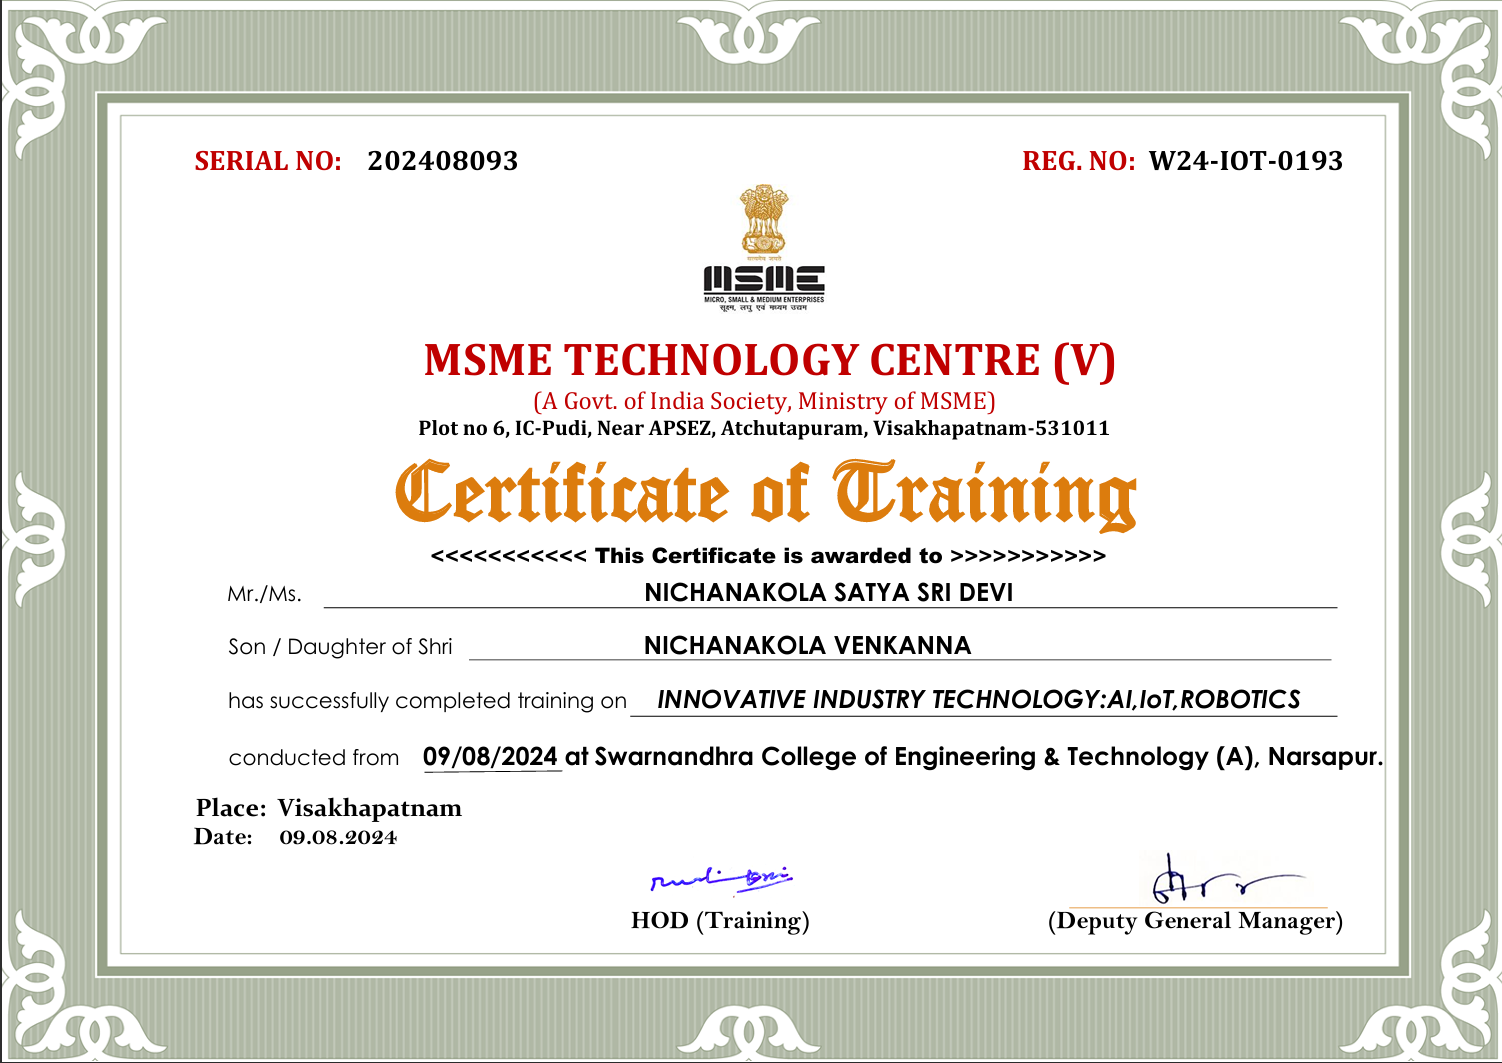 SERIAL NO: 202408093
REG. NO: W24-IOT-0193
सत्यमेव जयते
MSME
MICRO, SMALL & MEDIUM ENTERPRISES
सूक्ष्म, लघु एवं मध्यम उद्यम
MSME TECHNOLOGY CENTRE (V)
(A Govt. of India Society, Ministry of MSME)
Plot no 6, IC-Pudi, Near APSEZ, Atchutapuram, Visakhapatnam-531011
Certificate of Training
<<<<<<<<<<< This Certificate is awarded to >>>>>>>>>>>
Mr./Ms. NICHANAKOLA SATYA SRI DEVI
Son / Daughter of Shri NICHANAKOLA VENKANNA
has successfully completed training on INNOVATIVE INDUSTRY TECHNOLOGY:AI,IoT,ROBOTICS
conducted from 09/08/2024 at Swarnandhra College of Engineering & Technology (A), Narsapur.
Place: Visakhapatnam
Date: 09.08.2024
HOD (Training)
(Deputy General Manager)